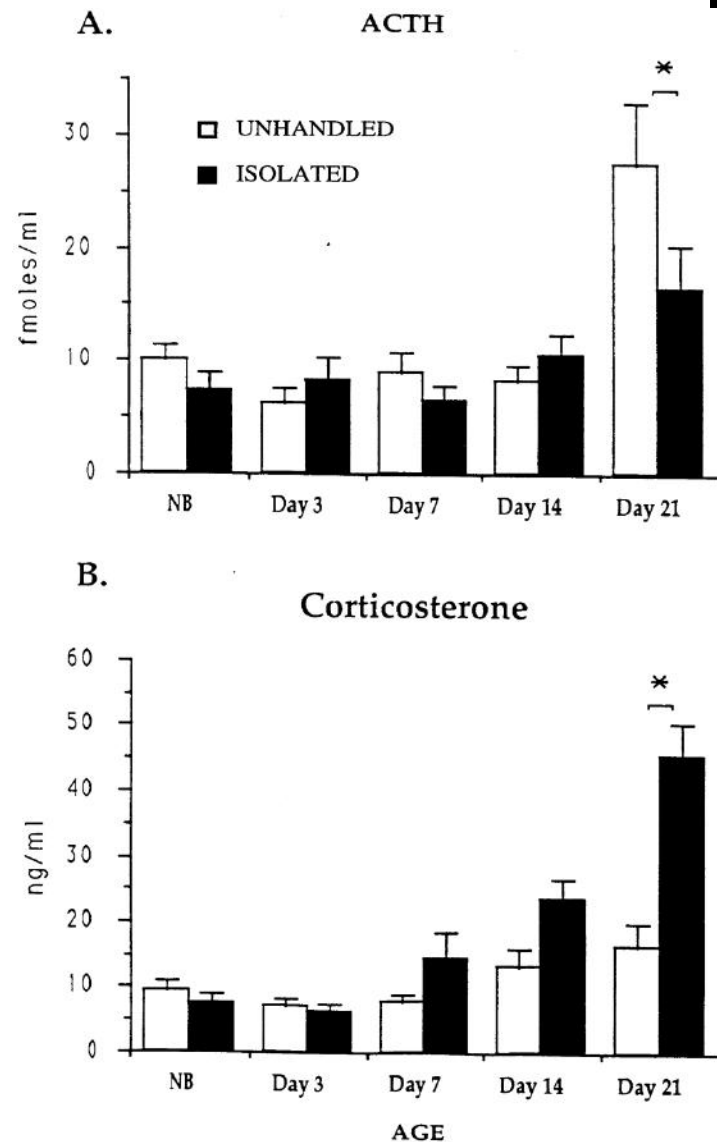 A.
ACTH
*
30
20
10
0
fmoles/ml
UNHANDLED
ISOLATED
NB
Day 3
Day 7
Day 14
Day 21
B.
Corticosterone
*
60
50
40
30
20
10
0
ng/ml
NB
Day 3
Day 7
Day 14
Day 21
AGE